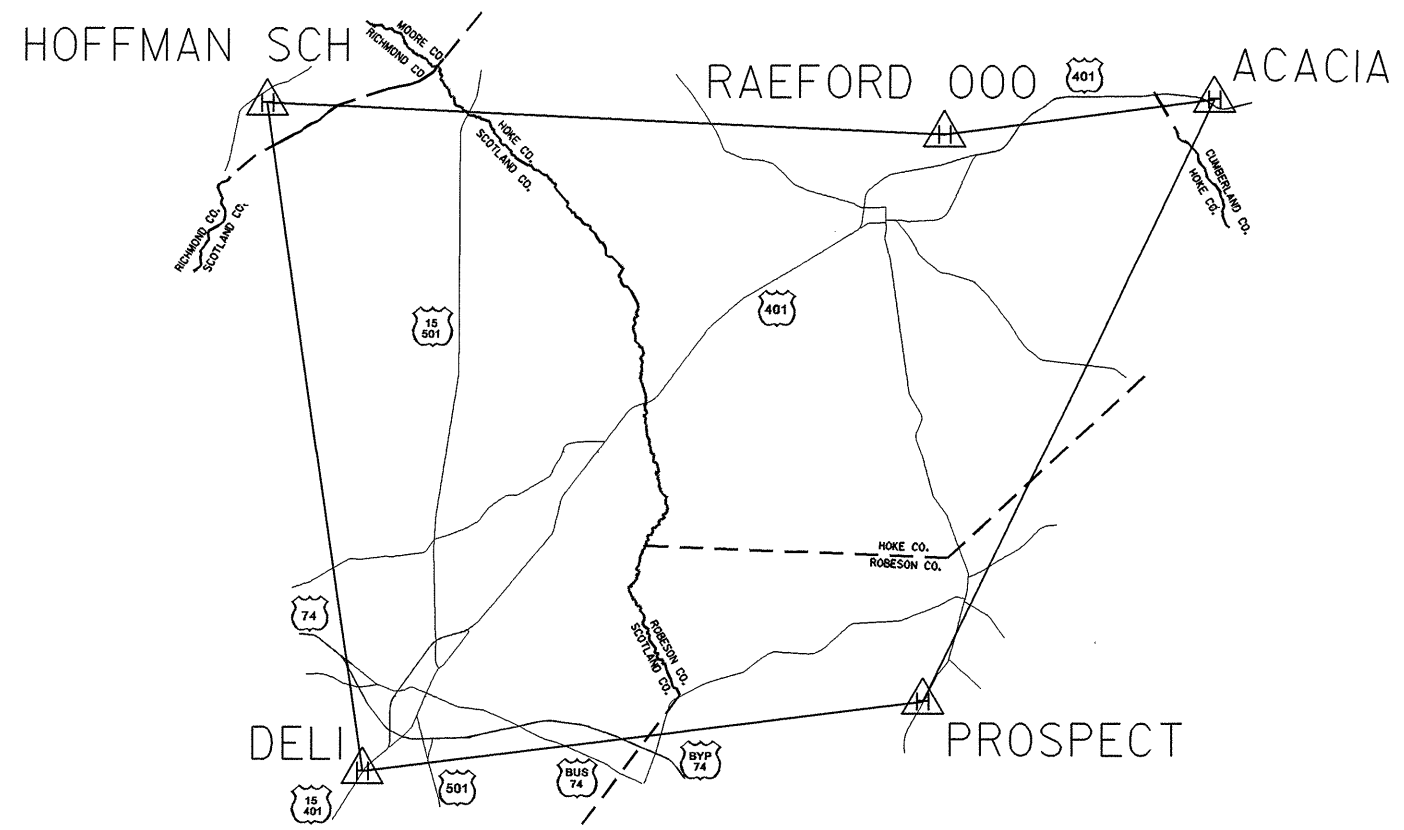 HOFFMAN SCH
MOORE CO.
RICHMOND CO.
RAEFORD 000
401
ACACIA
HOKE CO.
SCOTLAND CO.
CUMBERLAND CO.
HOKE CO.
RICHMOND CO.
SCOTLAND CO.
15
501
401
HOKE CO.
ROBESON CO.
74
ROBESON CO.
SCOTLAND CO.
DELI
PROSPECT
BYP
74
BUS
74
501
15
401
H
H
H
H
H